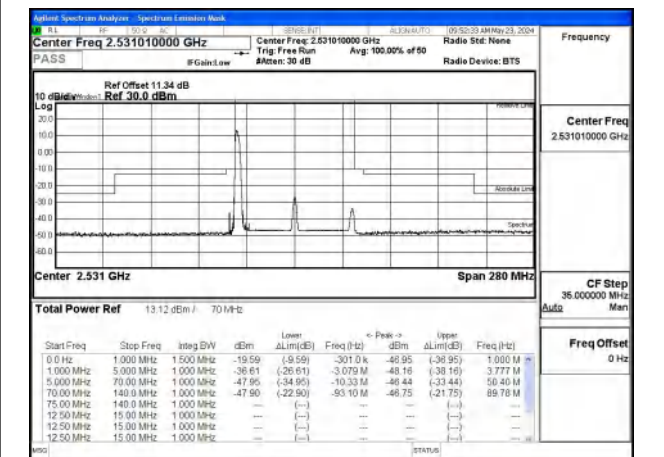 Agilent Spectrum Analyzer - Spectrum Emission Mask
RL RF 50 Ω AC SENSE:INT ALIGN AUTO 09:52:33 AM May 23, 2024
Center Freq 2.531010000 GHz
Center Freq: 2.531010000 GHz
Radio Std: None
Trig: Free Run Avg: 100.00% of 50
PASS IFGain:Low #Atten: 30 dB Radio Device: BTS
Ref Offset 11.34 dB
10 dB/div Ref 30.0 dBm
Log
20.0
10.0
0.00
-10.0
-20.0
-30.0
-40.0
-50.0
-60.0
Relative Limit
Absolute Limit
Spectrum
Center 2.531 GHz Span 280 MHz
Total Power Ref 13.12 dBm / 70 MHz
Lower <- Peak -> Upper
Start Freq Stop Freq Integ BW dBm ΔLim(dB) Freq (Hz) dBm ΔLim(dB) Freq (Hz)
0.0 Hz 1.000 MHz 1.500 MHz -19.59 (-9.59) -301.0 k -46.95 (-36.95) 1.000 M
1.000 MHz 5.000 MHz 1.000 MHz -36.61 (-26.61) -3.079 M -48.16 (-38.16) 3.777 M
5.000 MHz 70.00 MHz 1.000 MHz -47.95 (-34.95) -10.33 M -46.44 (-33.44) 50.40 M
70.00 MHz 140.0 MHz 1.000 MHz -47.90 (-22.90) -93.10 M -46.75 (-21.75) 89.78 M
75.00 MHz 140.0 MHz 1.000 MHz --- (---) --- --- (---) ---
12.50 MHz 15.00 MHz 1.000 MHz --- (---) --- --- (---) ---
12.50 MHz 15.00 MHz 1.000 MHz --- (---) --- --- (---) ---
12.50 MHz 15.00 MHz 1.000 MHz --- (---) --- --- (---) ---
MSG STATUS
Frequency
Center Freq
2.531010000 GHz
CF Step
35.000000 MHz
Auto Man
Freq Offset
0 Hz